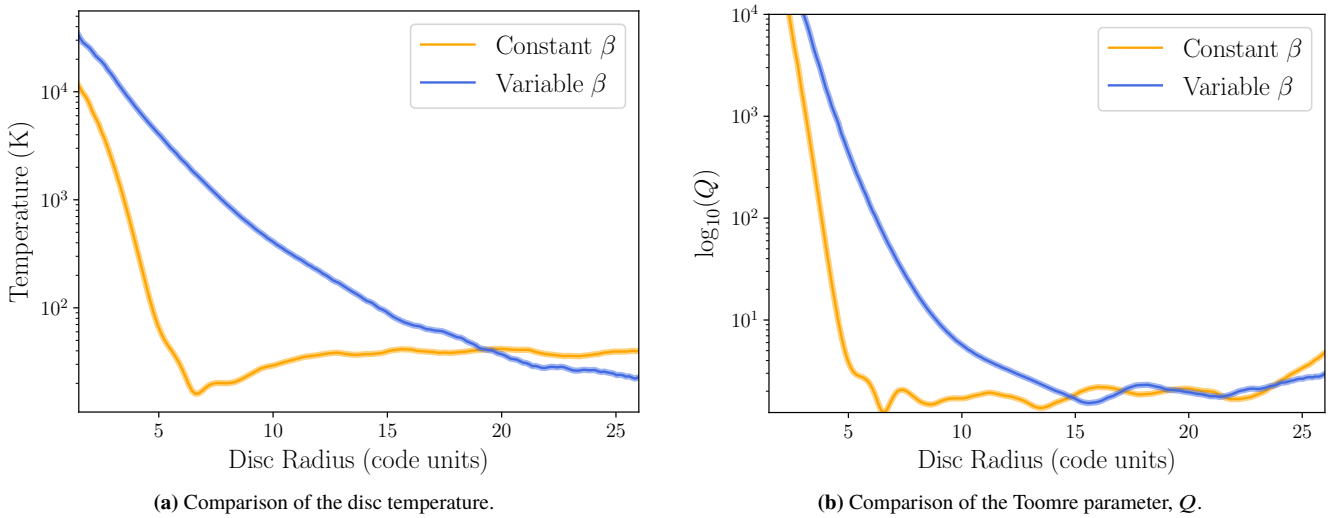 Temperature (K)
10^4
10^3
10^2
5
10
15
20
25
Disc Radius (code units)
Constant β
Variable β
(a) Comparison of the disc temperature.
log_10(Q)
10^4
10^3
10^2
10^1
5
10
15
20
25
Disc Radius (code units)
Constant β
Variable β
(b) Comparison of the Toomre parameter, Q.